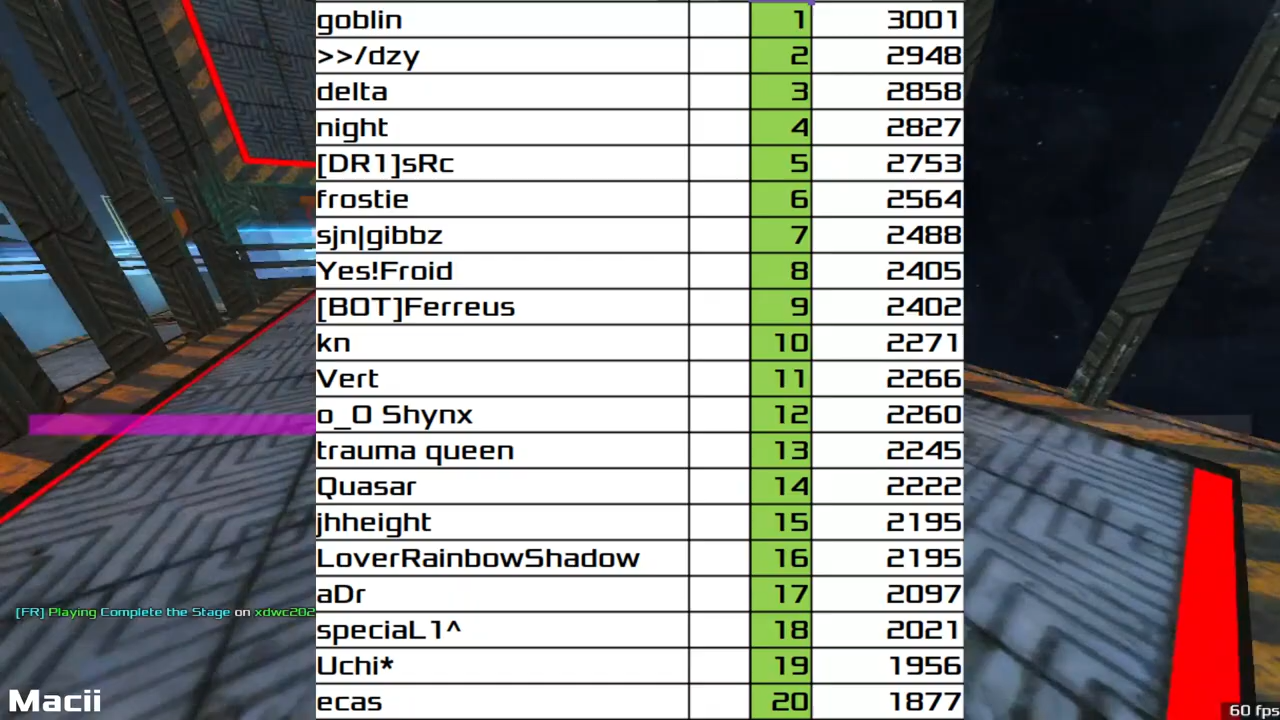 goblin 1 3001
>>/dzy 2 2948
delta 3 2858
night 4 2827
[DR1]sRc 5 2753
frostie 6 2564
sjn|gibbz 7 2488
Yes!Froid 8 2405
[BOT]Ferreus 9 2402
kn 10 2271
Vert 11 2266
o_O Shynx 12 2260
trauma queen 13 2245
Quasar 14 2222
jhheight 15 2195
LoverRainbowShadow 16 2195
aDr 17 2097
[FR] Playing Complete the Stage on xdwc202
speciaL1^ 18 2021
Uchi* 19 1956
ecas 20 1877
Macii
60 fps